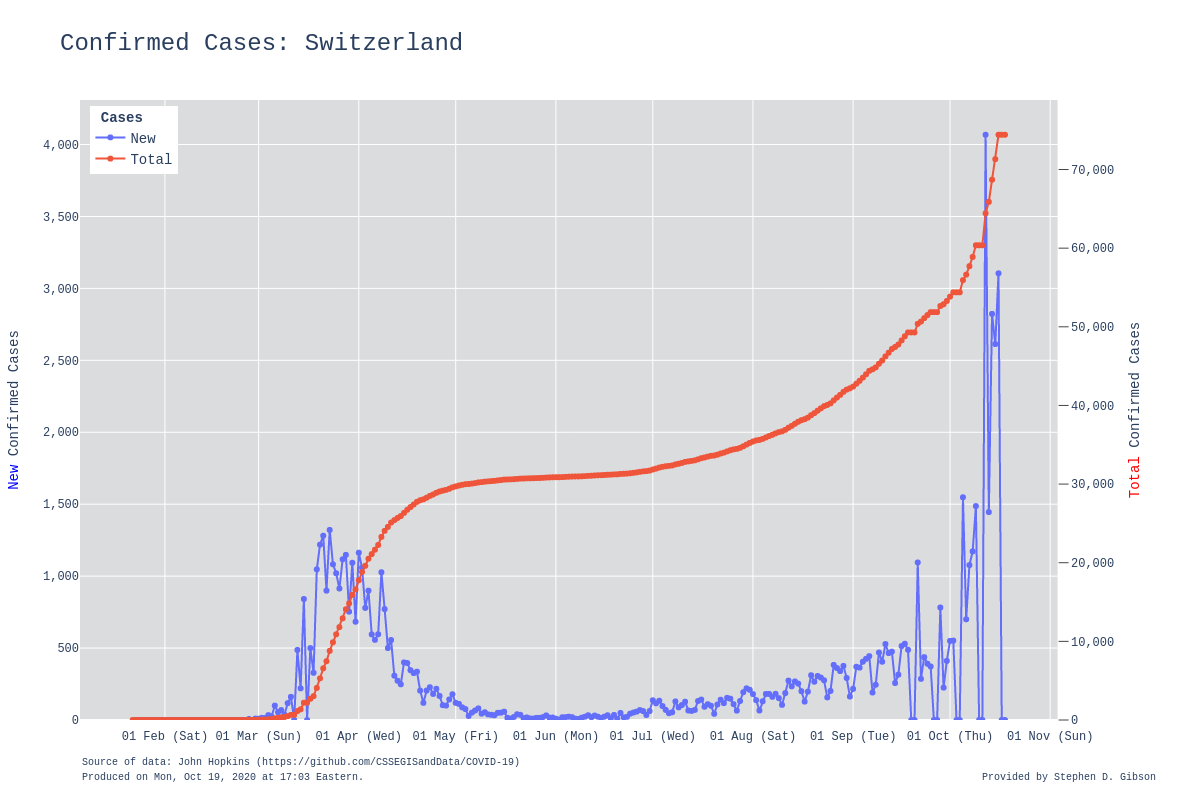 Confirmed Cases: Switzerland
Cases
New
Total
4,000
3,500
3,000
2,500
2,000
1,500
1,000
500
0
New Confirmed Cases
70,000
60,000
50,000
40,000
30,000
20,000
10,000
0
Total Confirmed Cases
01 Feb (Sat) 01 Mar (Sun) 01 Apr (Wed) 01 May (Fri) 01 Jun (Mon) 01 Jul (Wed) 01 Aug (Sat) 01 Sep (Tue) 01 Oct (Thu) 01 Nov (Sun)
Source of data: John Hopkins (https://github.com/CSSEGISandData/COVID-19)
Produced on Mon, Oct 19, 2020 at 17:03 Eastern.
Provided by Stephen D. Gibson